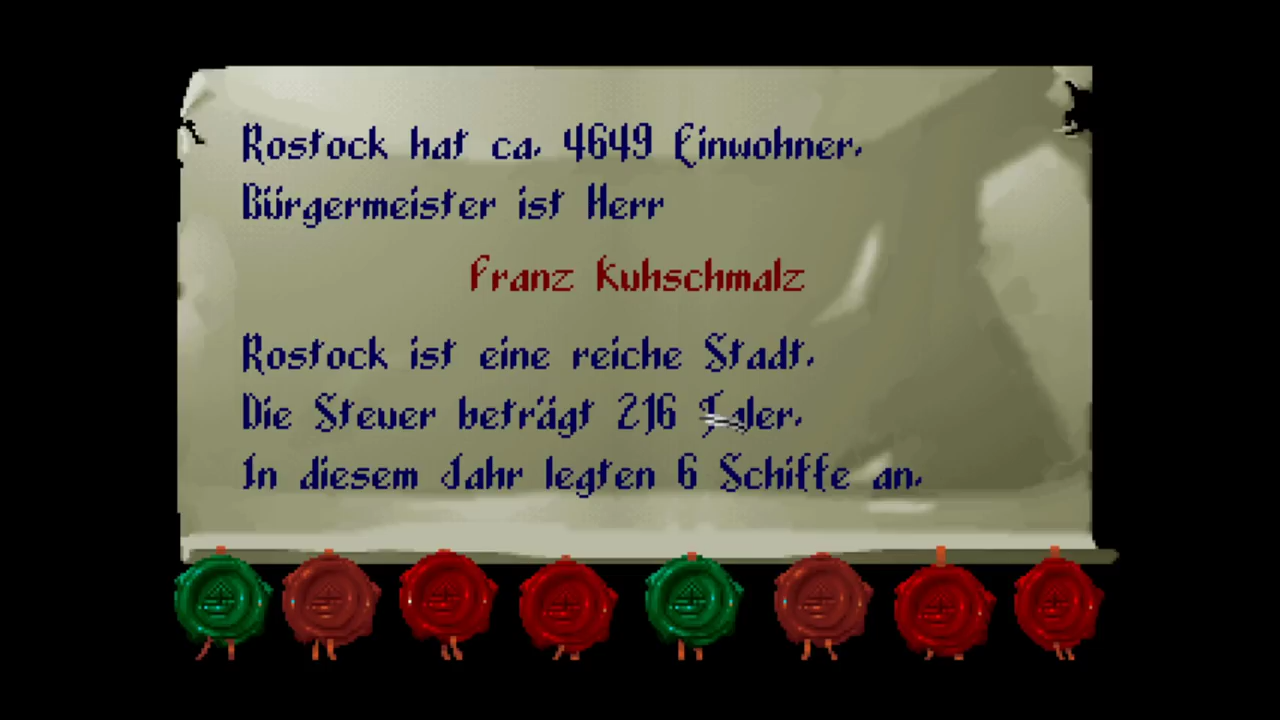 Rostock hat ca. 4649 Einwohner.
Bürgermeister ist Herr
Franz Kuhschmalz
Rostock ist eine reiche Stadt.
Die Steuer beträgt 216 Taler.
In diesem Jahr legten 6 Schiffe an.